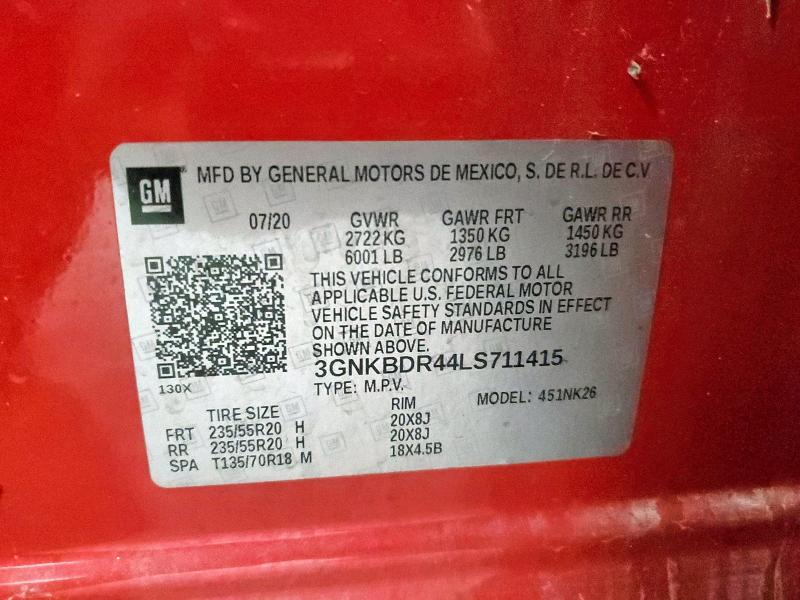 GM
MFD BY GENERAL MOTORS DE MEXICO, S. DE R.L. DE C.V
07/20 GVWR GAWR FRT GAWR RR
2722 KG 1350 KG 1450 KG
6001 LB 2976 LB 3196 LB
THIS VEHICLE CONFORMS TO ALL
APPLICABLE U.S. FEDERAL MOTOR
VEHICLE SAFETY STANDARDS IN EFFECT
ON THE DATE OF MANUFACTURE
SHOWN ABOVE.
3GNKBDR44LS711415
130X
TYPE: M.P.V.
MODEL: 451NK26
TIRE SIZE RIM
FRT 235/55R20 H 20X8J
RR 235/55R20 H 20X8J
SPA T135/70R18 M 18X4.5B